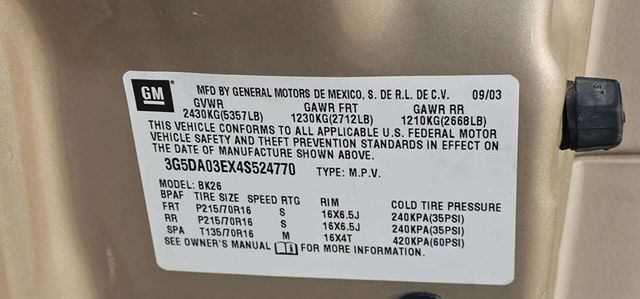 GM MFD BY GENERAL MOTORS DE MEXICO, S. DE R.L. DE C.V. 09/03
GVWR GAWR FRT GAWR RR
2430KG(5357LB) 1230KG(2712LB) 1210KG(2668LB)
THIS VEHICLE CONFORMS TO ALL APPLICABLE U.S. FEDERAL MOTOR
VEHICLE SAFETY AND THEFT PREVENTION STANDARDS IN EFFECT ON
THE DATE OF MANUFACTURE SHOWN ABOVE.
3G5DA03EX4S524770 TYPE: M.P.V.
MODEL: BK26
BPAF TIRE SIZE SPEED RTG RIM COLD TIRE PRESSURE
FRT P215/70R16 S 16X6.5J 240KPA(35PSI)
RR P215/70R16 S 16X6.5J 240KPA(35PSI)
SPA T135/70R16 M 16X4T 420KPA(60PSI)
SEE OWNER'S MANUAL FOR MORE INFORMATION.